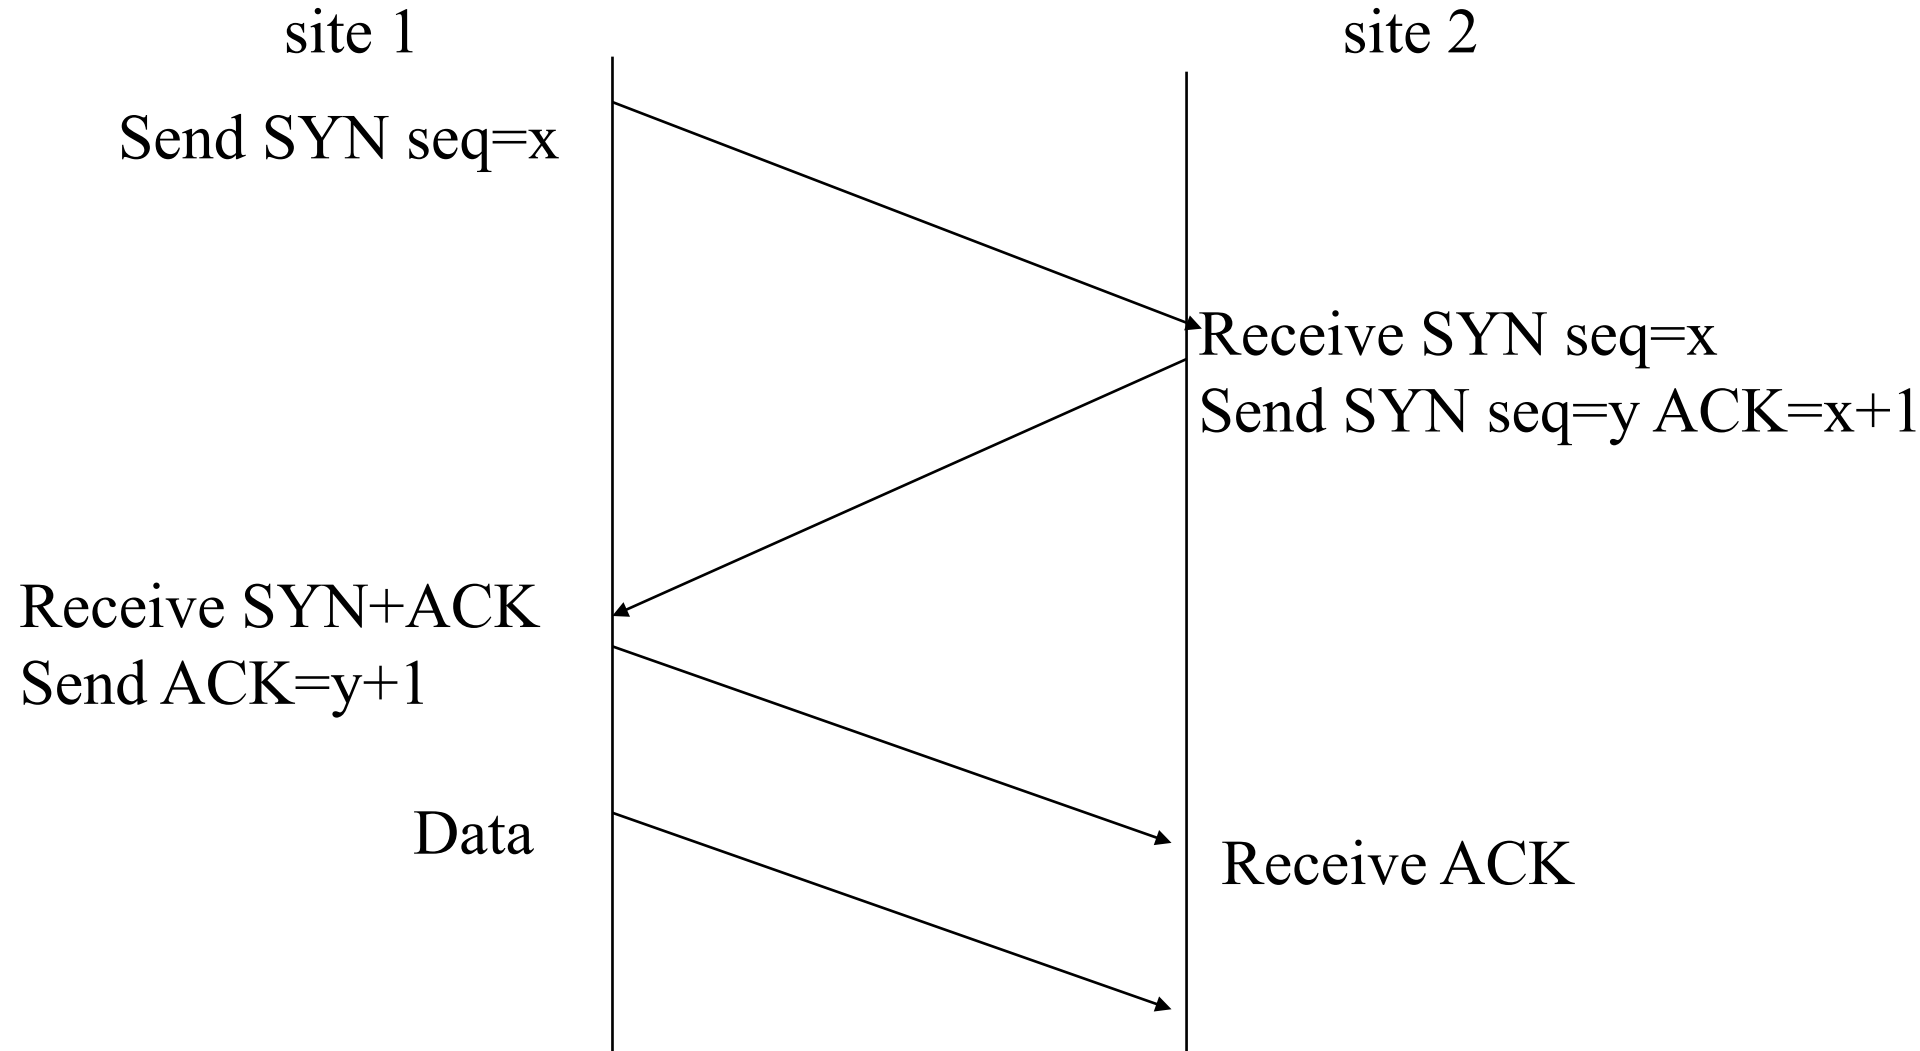 site 1
site 2
Send SYN seq=x
Receive SYN seq=x
Send SYN seq=y ACK=x+1
Receive SYN+ACK
Send ACK=y+1
Data
Receive ACK